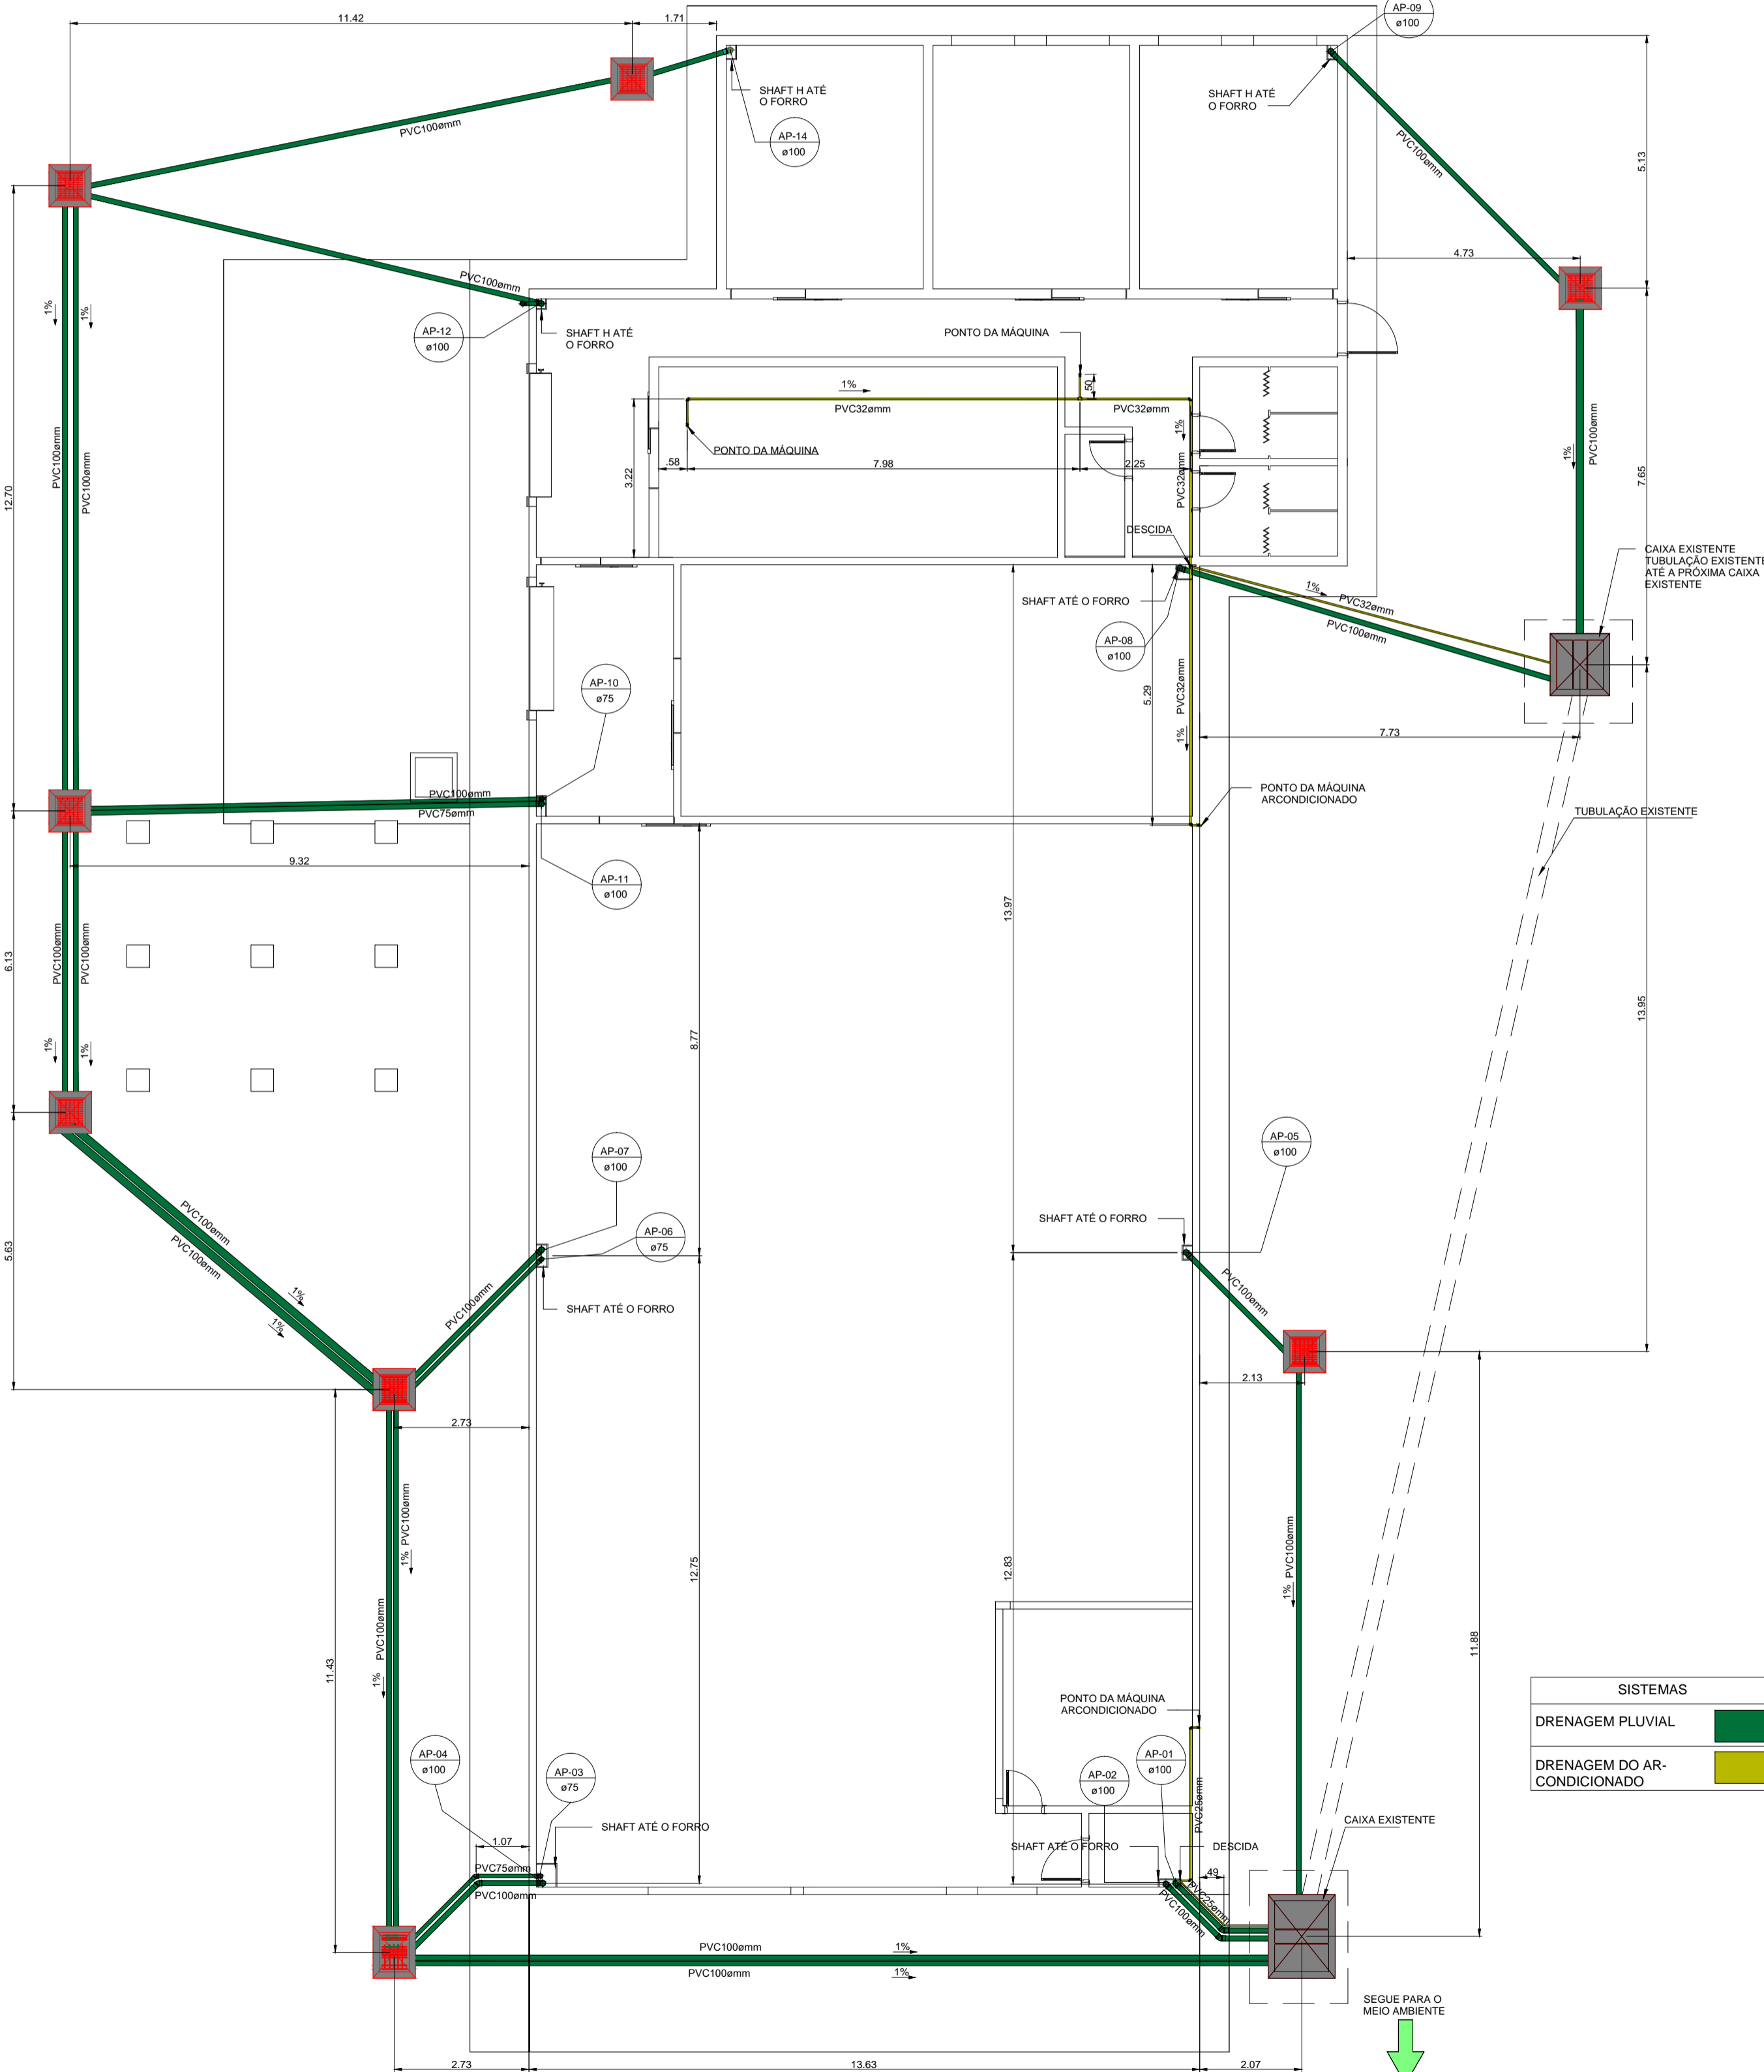 11.42
1.71
AP-09
ø100
SHAFT H ATÉ
O FORRO
SHAFT H ATÉ
O FORRO
AP-14
ø100
PVC100ømm
PVC100ømm
5.13
4.73
PVC100ømm
1%
1%
AP-12
ø100
SHAFT H ATÉ
O FORRO
PONTO DA MÁQUINA
.50
1%
PVC32ømm
PVC32ømm
1%
PONTO DA MÁQUINA
.58
7.98
2.25
3.22
PVC32ømm
PVC100ømm
PVC100ømm
12.70
1%
PVC100ømm
7.65
DESCIDA
CAIXA EXISTENTE
TUBULAÇÃO EXISTENTE
ATÉ A PRÓXIMA CAIXA
EXISTENTE
1%
PVC32ømm
PVC100ømm
SHAFT ATÉ O FORRO
AP-08
ø100
AP-10
ø75
5.29
PVC32ømm
1%
7.73
PVC100ømm
PVC75ømm
PONTO DA MÁQUINA
ARCONDICIONADO
TUBULAÇÃO EXISTENTE
9.32
AP-11
ø100
13.97
6.13
PVC100ømm
PVC100ømm
13.95
8.77
1%
1%
AP-07
ø100
AP-05
ø100
AP-06
ø75
SHAFT ATÉ O FORRO
PVC100ømm
PVC100ømm
5.63
1%
1%
PVC100ømm
SHAFT ATÉ O FORRO
PVC100ømm
2.13
2.73
PVC100ømm
1%
12.75
12.83
PVC100ømm
1%
PVC100ømm
1%
11.43
11.88
SISTEMAS
DRENAGEM PLUVIAL
DRENAGEM DO AR-
CONDICIONADO
PONTO DA MÁQUINA
ARCONDICIONADO
AP-04
ø100
AP-03
ø75
AP-02
ø100
AP-01
ø100
PVC25ømm
CAIXA EXISTENTE
SHAFT ATÉ O FORRO
1.07
SHAFT ATÉ O FORRO
DESCIDA
PVC75ømm
PVC100ømm
.49
PVC25ømm
PVC100ømm
PVC100ømm
1%
PVC100ømm
1%
SEGUE PARA O
MEIO AMBIENTE
2.73
13.63
2.07